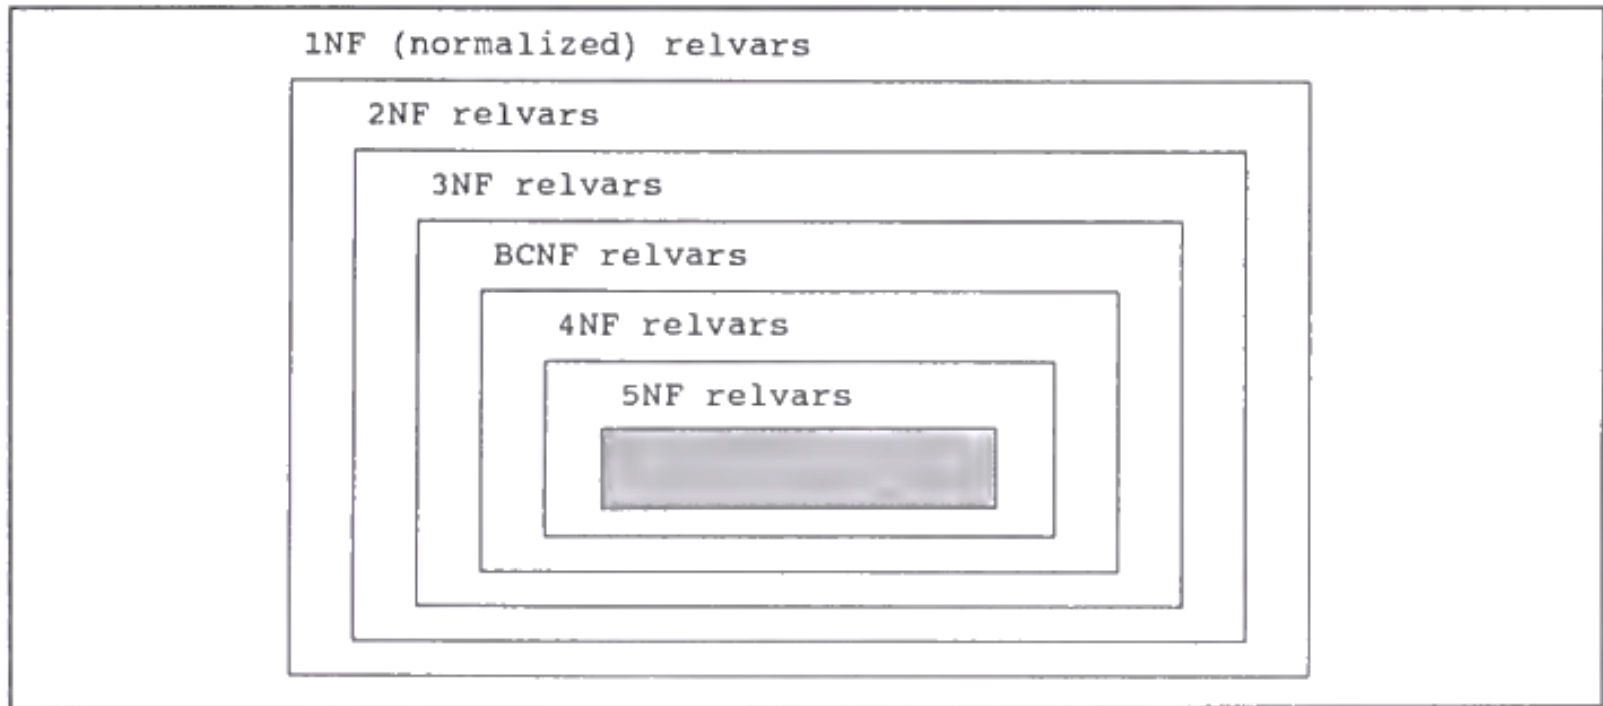 1NF (normalized) relvars
2NF relvars
3NF relvars
BCNF relvars
4NF relvars
5NF relvars